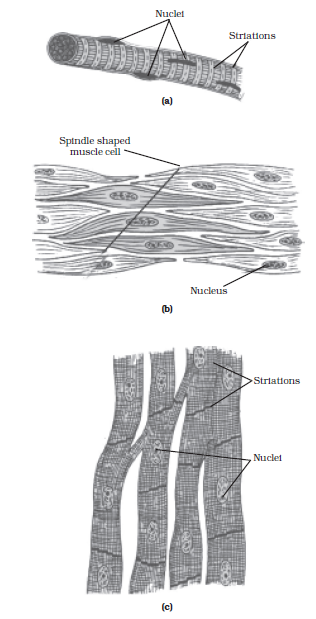 Nuclei
Striations
(a)
Spindle shaped
muscle cell
Nucleus
(b)
Striations
Nuclei
(c)